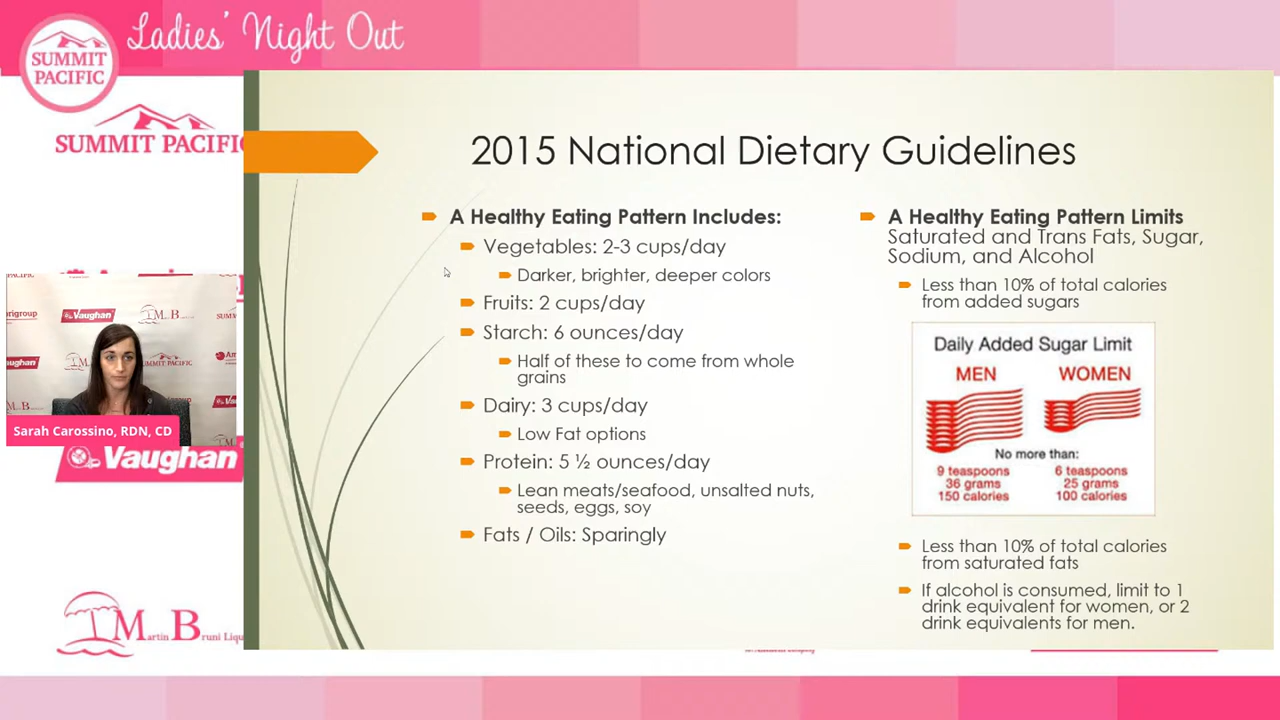 Ladies' Night Out
SUMMIT
PACIFIC
SUMMIT PACIFIC
2015 National Dietary Guidelines
A Healthy Eating Pattern Includes:
Vegetables: 2-3 cups/day
Darker, brighter, deeper colors
Fruits: 2 cups/day
Starch: 6 ounces/day
Half of these to come from whole
grains
Dairy: 3 cups/day
Low Fat options
Protein: 5 ½ ounces/day
Lean meats/seafood, unsalted nuts,
seeds, eggs, soy
Fats / Oils: Sparingly
A Healthy Eating Pattern Limits
Saturated and Trans Fats, Sugar,
Sodium, and Alcohol
Less than 10% of total calories
from added sugars
Daily Added Sugar Limit
MEN WOMEN
No more than:
9 teaspoons 6 teaspoons
36 grams 25 grams
150 calories 100 calories
Less than 10% of total calories
from saturated fats
If alcohol is consumed, limit to 1
drink equivalent for women, or 2
drink equivalents for men.
rigroup Vaughan
SUMMIT PACIFIC
Sarah Carossino, RDN, CD
Vaughan
Martin Bruni Liqu